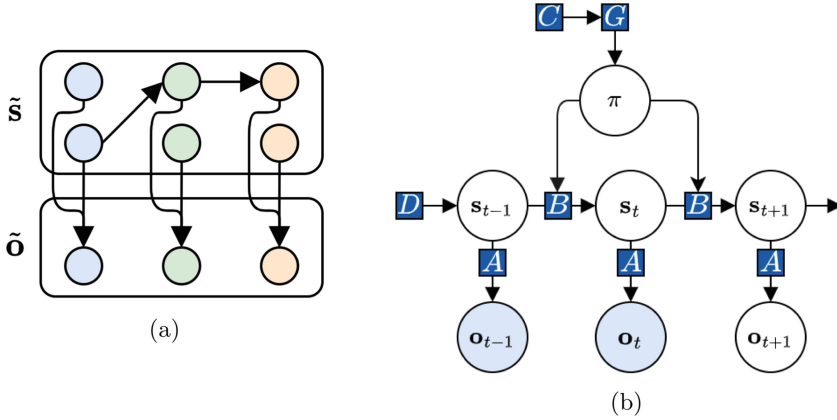 s̃
õ
(a)
C G
π
D s_{t−1} B s_t B s_{t+1}
A A A
o_{t−1} o_t o_{t+1}
(b)